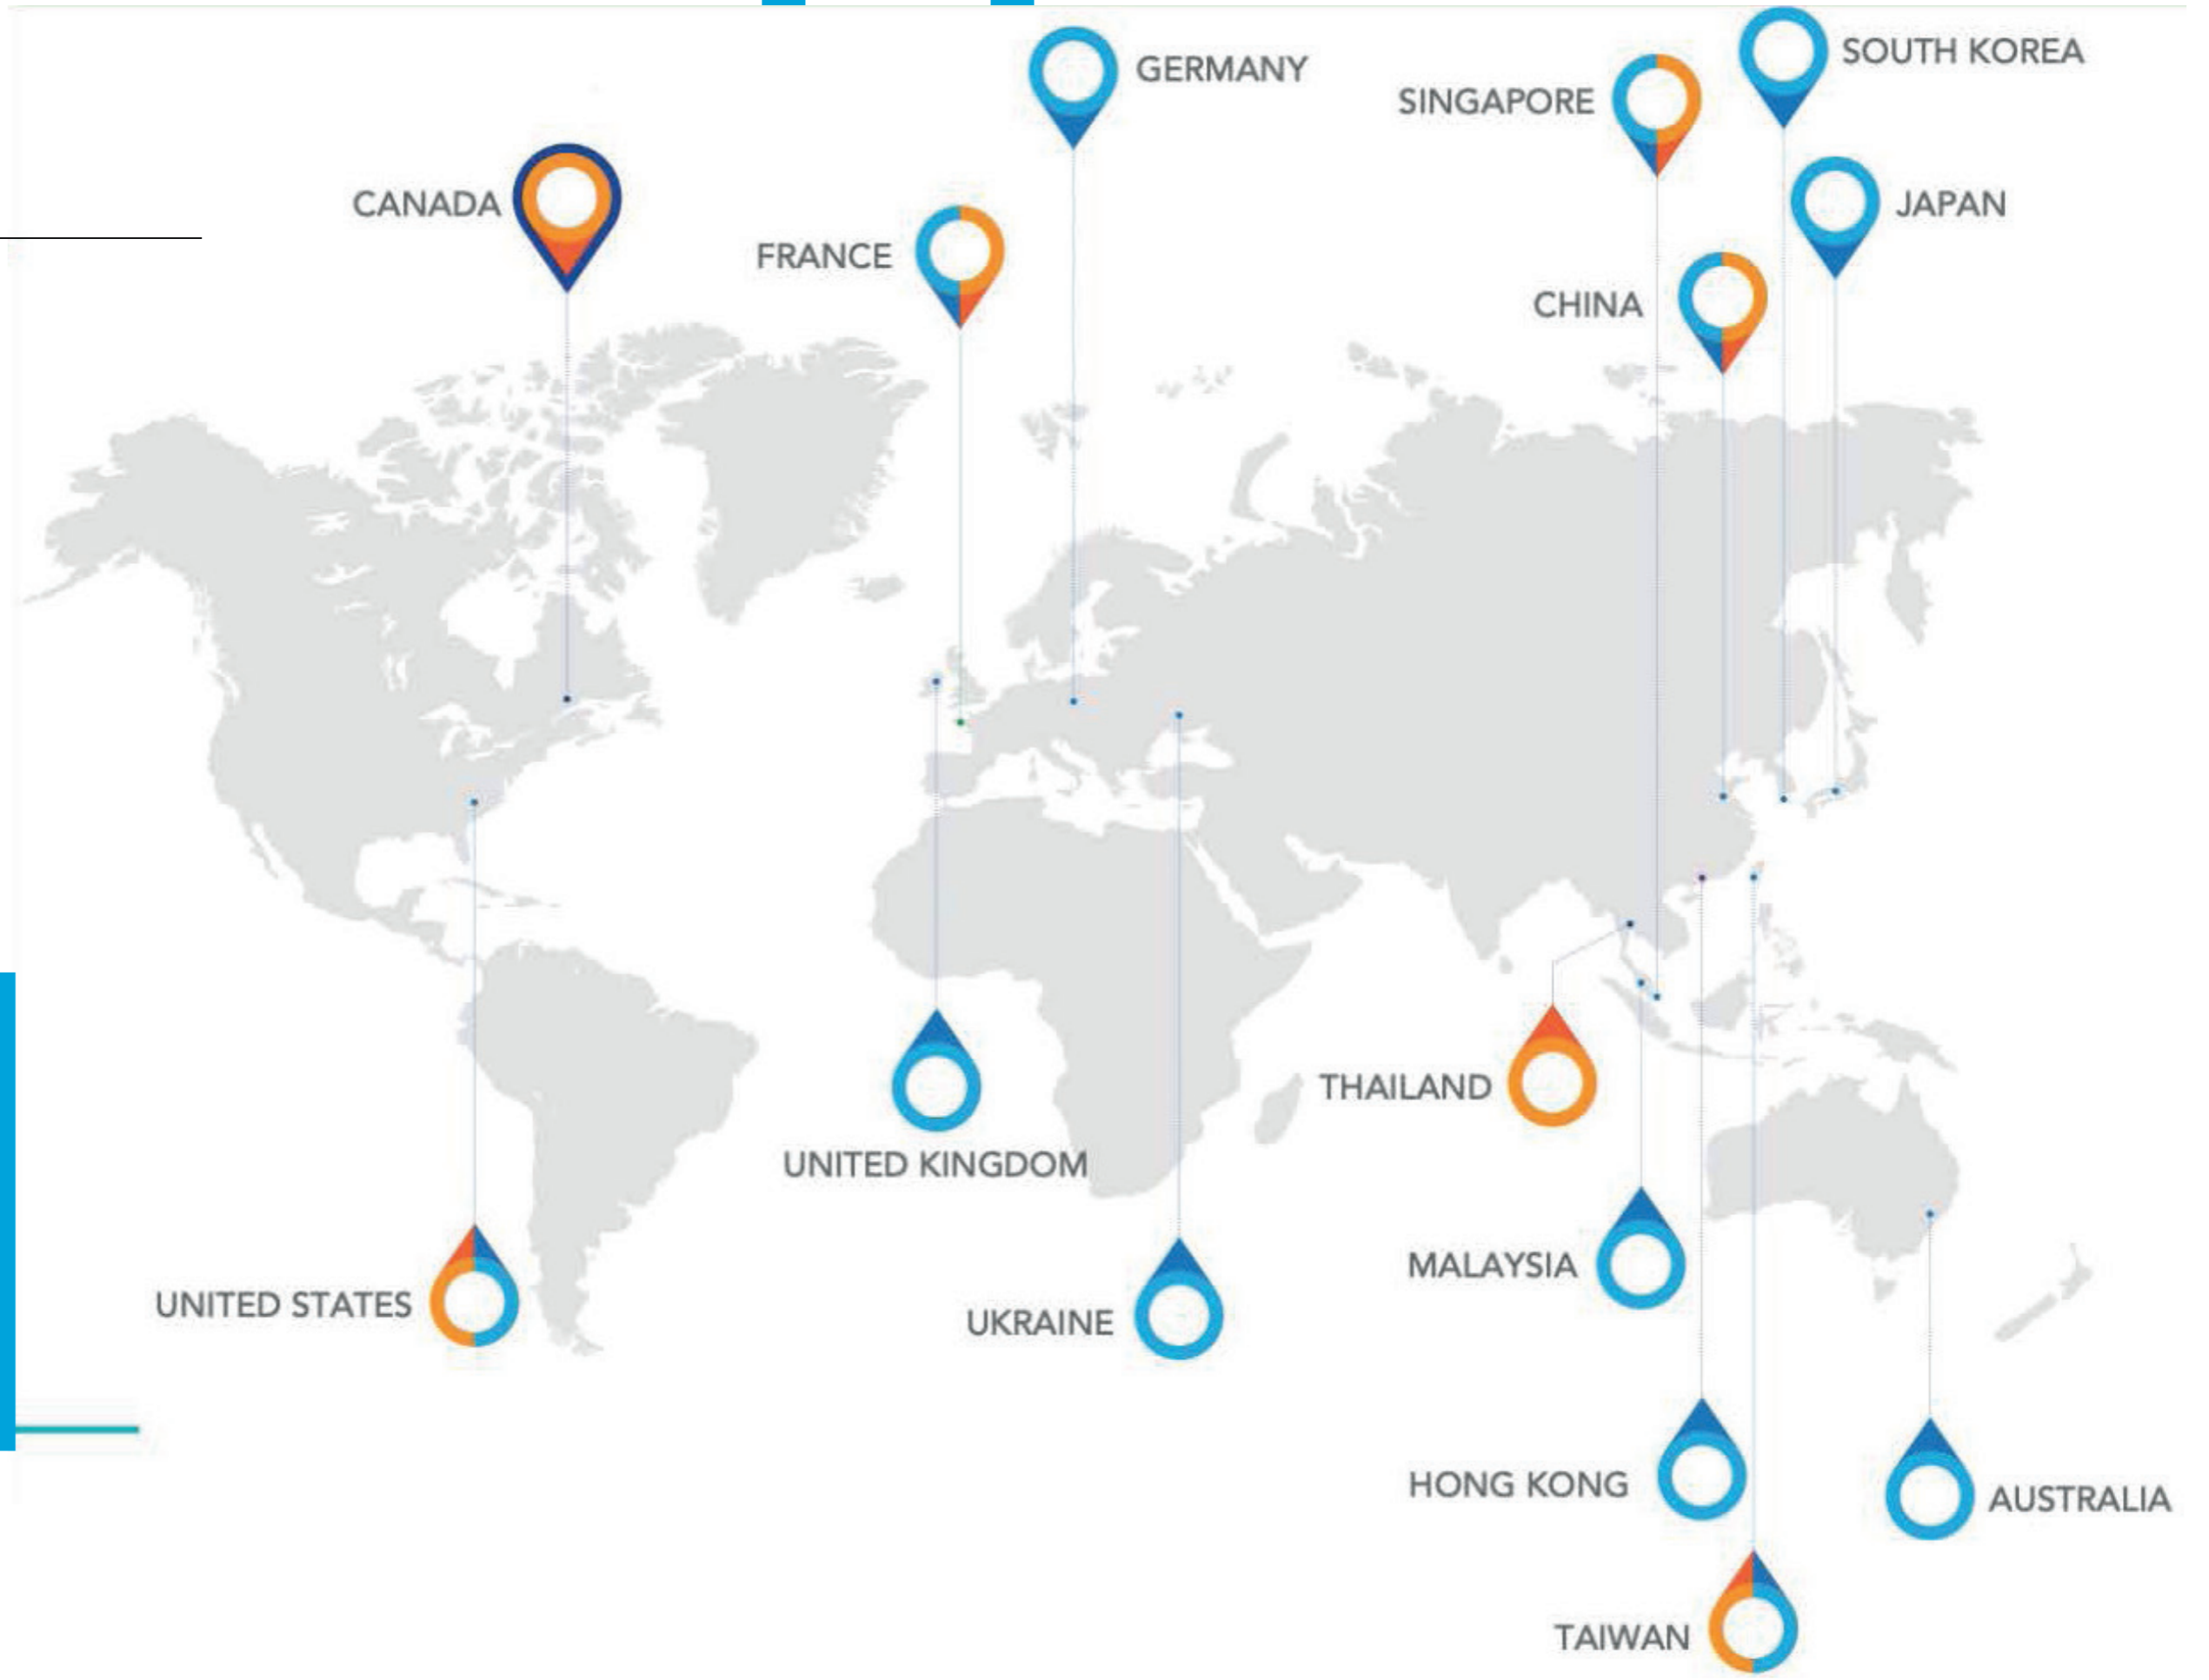 GERMANY
SOUTH KOREA
SINGAPORE
CANADA
JAPAN
FRANCE
CHINA
THAILAND
UNITED KINGDOM
MALAYSIA
UNITED STATES
UKRAINE
HONG KONG
AUSTRALIA
TAIWAN